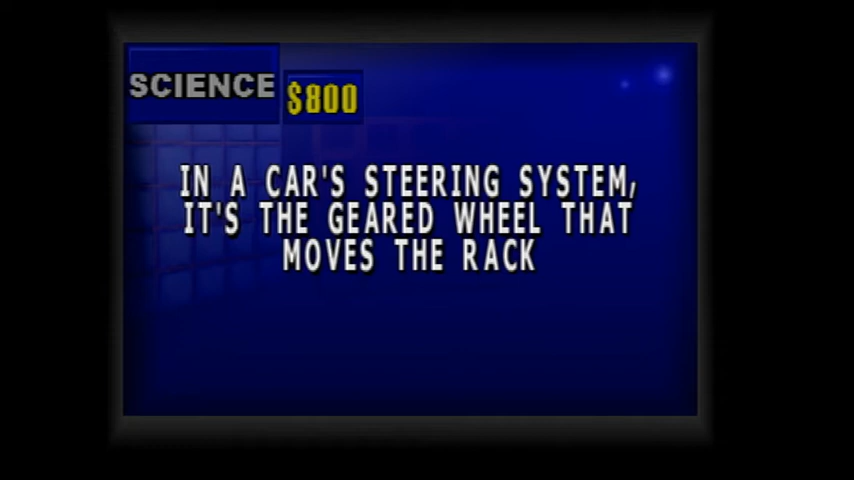 SCIENCE
$800
IN A CAR'S STEERING SYSTEM,
IT'S THE GEARED WHEEL THAT
MOVES THE RACK